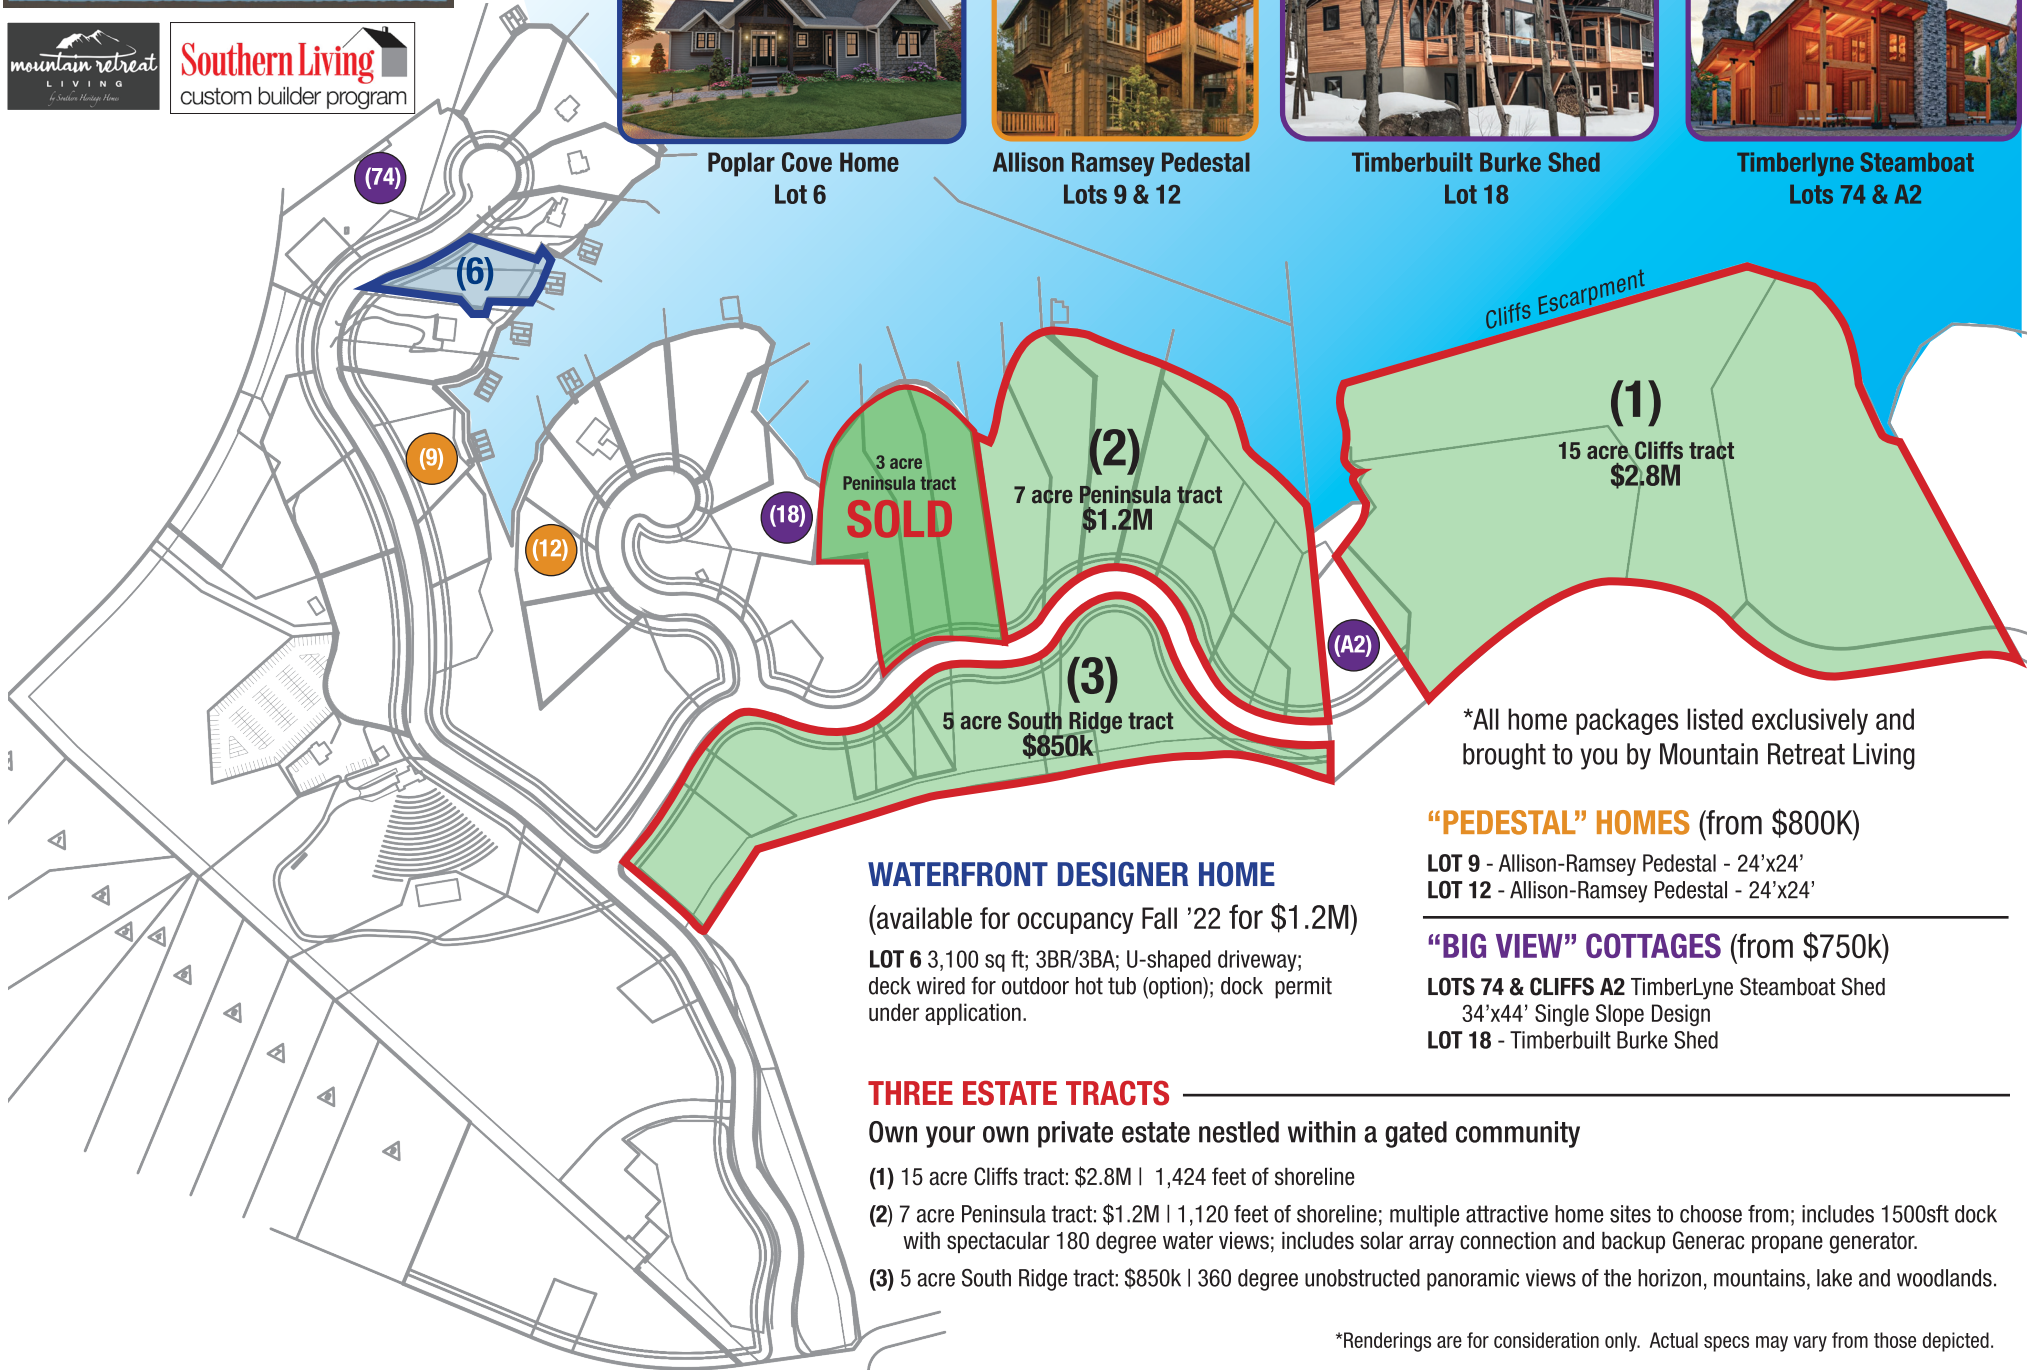 mountain retreat
LIVING
by Southern Heritage Homes
Southern Living
custom builder program
Poplar Cove Home
Lot 6
Allison Ramsey Pedestal
Lots 9 & 12
Timberbuilt Burke Shed
Lot 18
Timberlyne Steamboat
Lots 74 & A2
(74)
(6)
(9)
(12)
(18)
3 acre
Peninsula tract
SOLD
(2)
7 acre Peninsula tract
$1.2M
Cliffs Escarpment
(1)
15 acre Cliffs tract
$2.8M
(A2)
(3)
5 acre South Ridge tract
$850k
*All home packages listed exclusively and
brought to you by Mountain Retreat Living
“PEDESTAL” HOMES (from $800K)
LOT 9 - Allison-Ramsey Pedestal - 24’x24’
LOT 12 - Allison-Ramsey Pedestal - 24’x24’
“BIG VIEW” COTTAGES (from $750k)
LOTS 74 & CLIFFS A2 TimberLyne Steamboat Shed
34’x44’ Single Slope Design
LOT 18 - Timberbuilt Burke Shed
WATERFRONT DESIGNER HOME
(available for occupancy Fall ’22 for $1.2M)
LOT 6 3,100 sq ft; 3BR/3BA; U-shaped driveway;
deck wired for outdoor hot tub (option); dock permit
under application.
THREE ESTATE TRACTS
Own your own private estate nestled within a gated community
(1) 15 acre Cliffs tract: $2.8M | 1,424 feet of shoreline
(2) 7 acre Peninsula tract: $1.2M | 1,120 feet of shoreline; multiple attractive home sites to choose from; includes 1500sft dock
with spectacular 180 degree water views; includes solar array connection and backup Generac propane generator.
(3) 5 acre South Ridge tract: $850k | 360 degree unobstructed panoramic views of the horizon, mountains, lake and woodlands.
*Renderings are for consideration only. Actual specs may vary from those depicted.